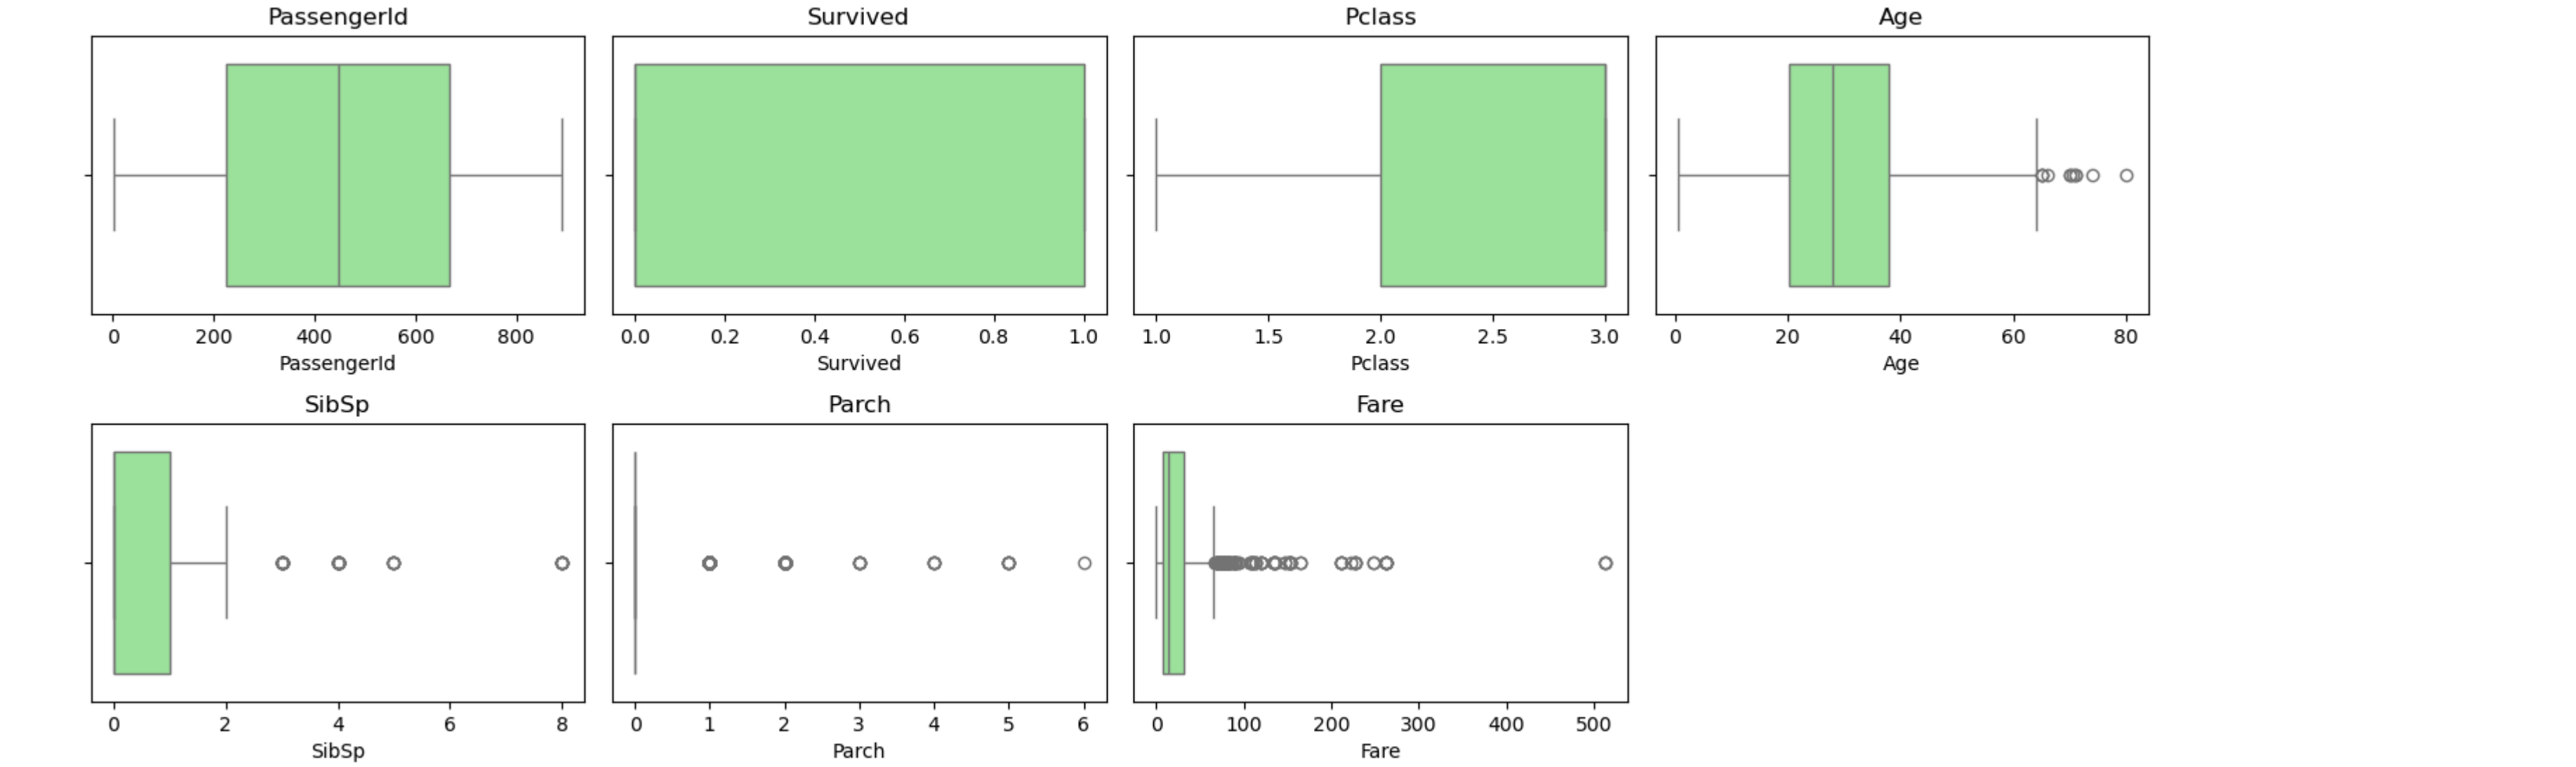 PassengerId Survived Pclass Age
0 200 400 600 800 0.0 0.2 0.4 0.6 0.8 1.0 1.0 1.5 2.0 2.5 3.0 0 20 40 60 80
PassengerId Survived Pclass Age
SibSp Parch Fare
0 2 4 6 8 0 1 2 3 4 5 6 0 100 200 300 400 500
SibSp Parch Fare